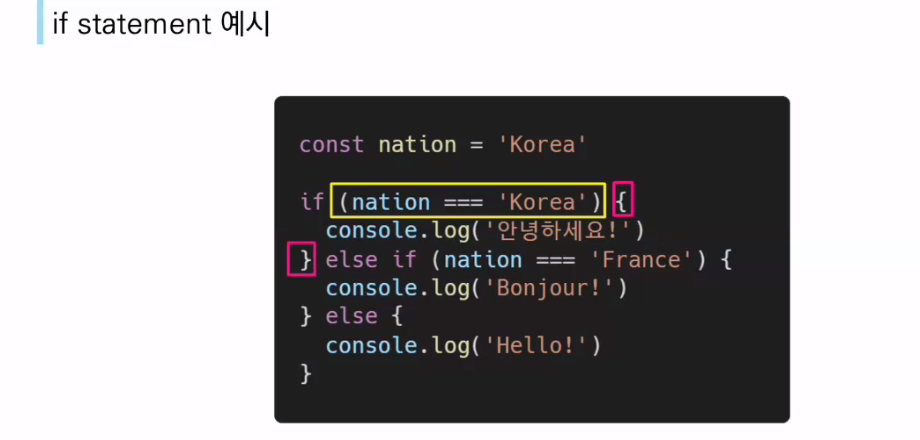 if statement 예시
const nation = 'Korea'
if (nation === 'Korea') {
console.log('안녕하세요!')
} else if (nation === 'France') {
console.log('Bonjour!')
} else {
console.log('Hello!')
}